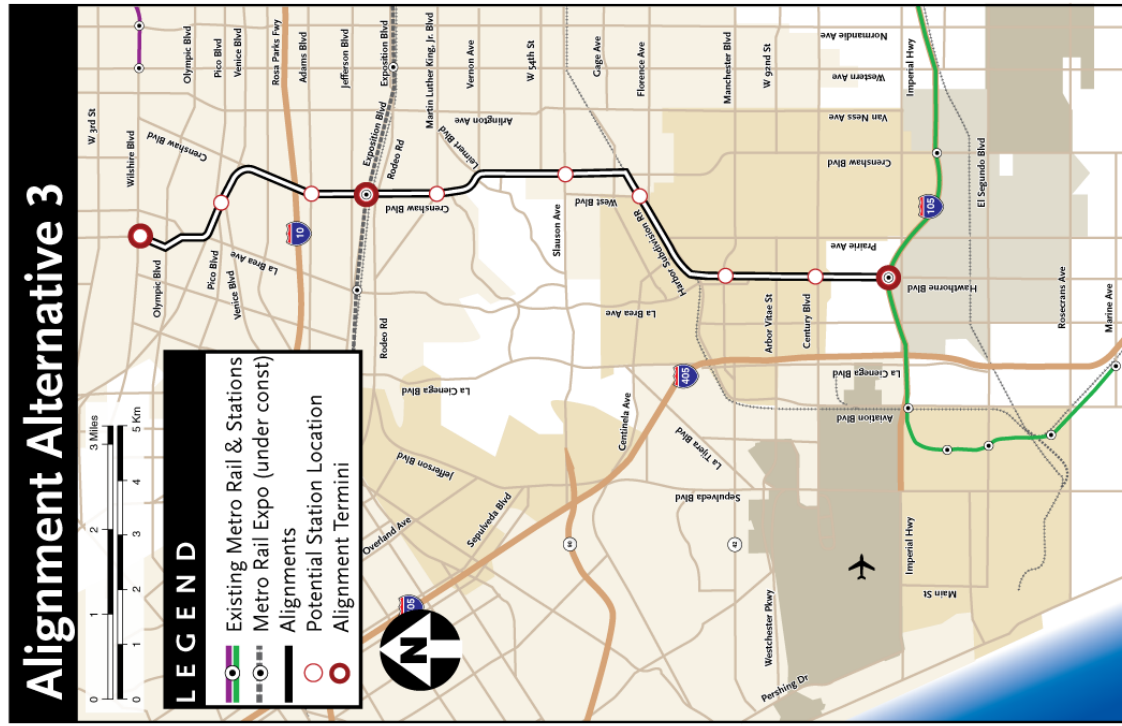 Alignment Alternative 3
0 1 2 3 Miles
0 1 2 3 4 5 Km
LEGEND
Existing Metro Rail & Stations
Metro Rail Expo (under const)
Alignments
Potential Station Location
Alignment Termini
N
W 3rd St
Wilshire Blvd
Crenshaw Blvd
Olympic Blvd
Pico Blvd
Venice Blvd
Rosa Parks Fwy
Adams Blvd
Jefferson Blvd
Exposition Blvd
Martin Luther King, Jr. Blvd
Vernon Ave
W 54th St
Gage Ave
Florence Ave
Manchester Blvd
W 92nd St
Imperial Hwy
Normandie Ave
Western Ave
Van Ness Ave
Arlington Ave
Leimert Blvd
Exposition Blvd
Rodeo Rd
Crenshaw Blvd
Crenshaw Blvd
El Segundo Blvd
105
10
Olympic Blvd
Pico Blvd
Venice Blvd
La Brea Ave
Slauson Ave
West Blvd
Harbor Subdivision RR
La Brea Ave
Prairie Ave
Hawthorne Blvd
Arbor Vitae St
Century Blvd
Rosecrans Ave
Marine Ave
Rodeo Rd
La Cienega Blvd
La Cienega Blvd
405
Centinela Ave
La Tijera Blvd
Aviation Blvd
Jefferson Blvd
Sepulveda Blvd
Sepulveda Blvd
Overland Ave
405
90
42
Westchester Pkwy
Imperial Hwy
Main St
Pershing Dr